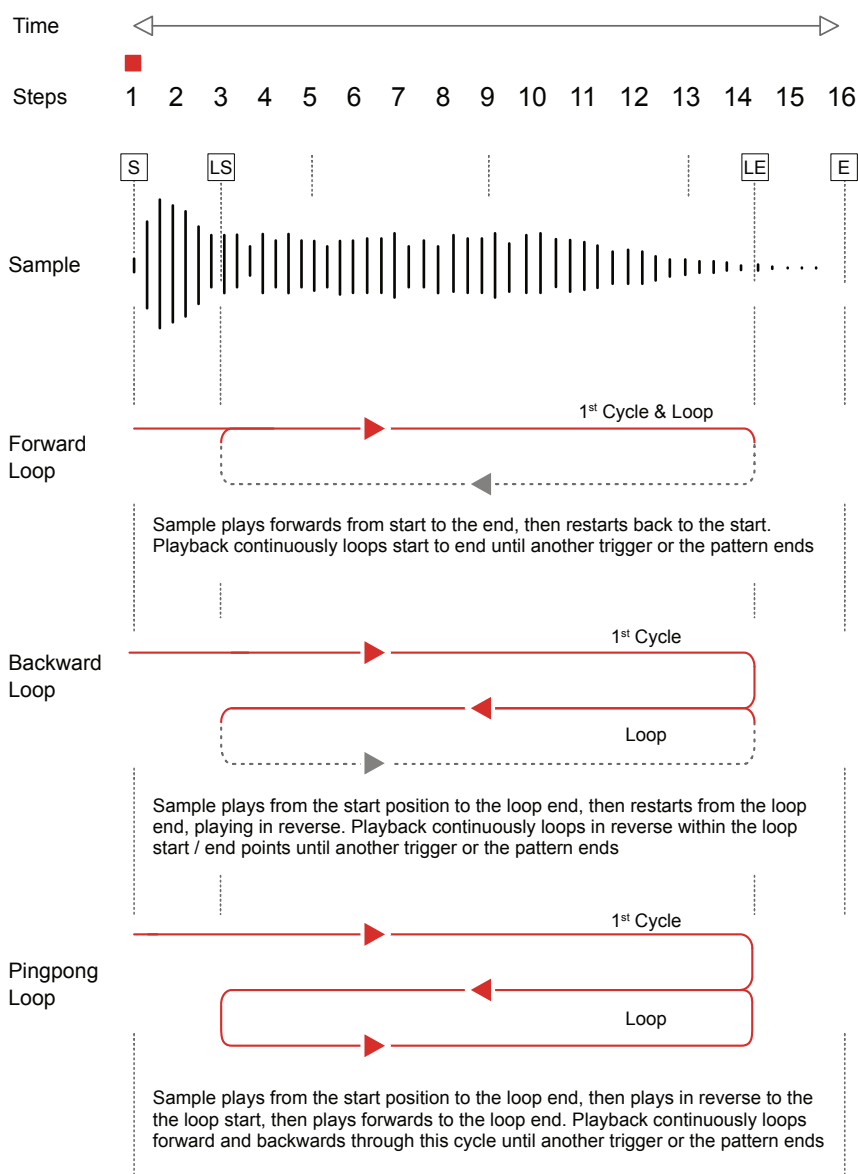 Time
Steps 1 2 3 4 5 6 7 8 9 10 11 12 13 14 15 16
S LS LE E
Sample
1st Cycle & Loop
Forward
Loop
Sample plays forwards from start to the end, then restarts back to the start.
Playback continuously loops start to end until another trigger or the pattern ends
1st Cycle
Backward
Loop
Loop
Sample plays from the start position to the loop end, then restarts from the loop
end, playing in reverse. Playback continuously loops in reverse within the loop
start / end points until another trigger or the pattern ends
1st Cycle
Pingpong
Loop
Loop
Sample plays from the start position to the loop end, then plays in reverse to the
the loop start, then plays forwards to the loop end. Playback continuously loops
forward and backwards through this cycle until another trigger or the pattern ends